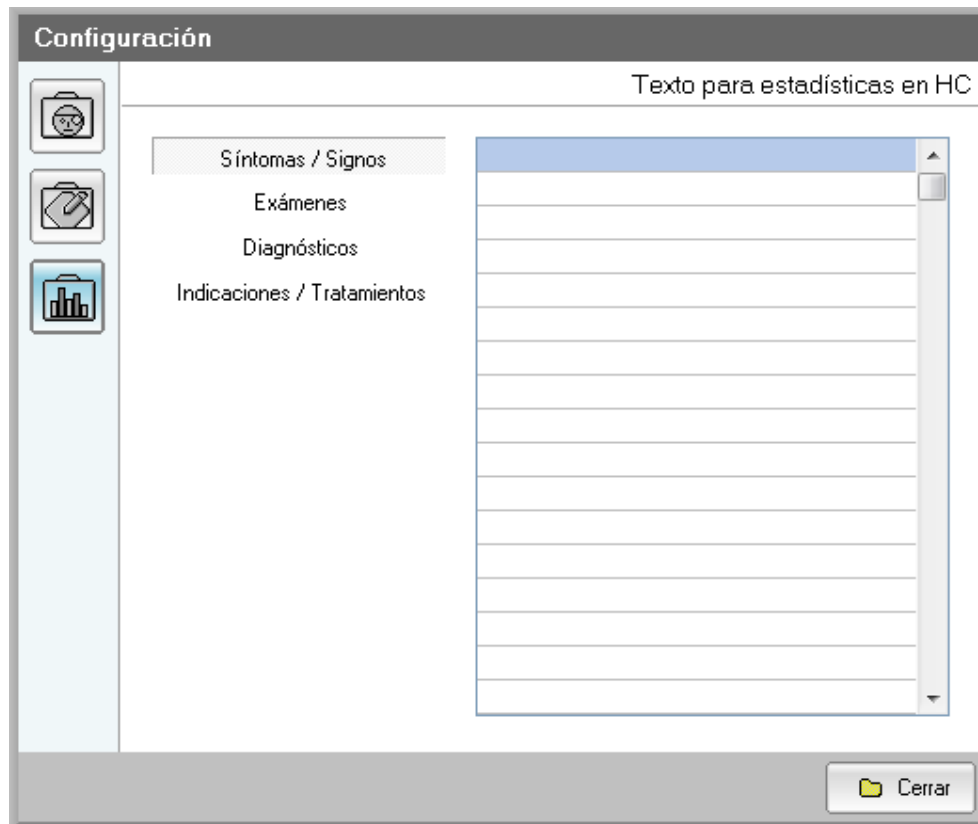 Configuración
Texto para estadísticas en HC
Síntomas / Signos
Exámenes
Diagnósticos
Indicaciones / Tratamientos
Cerrar